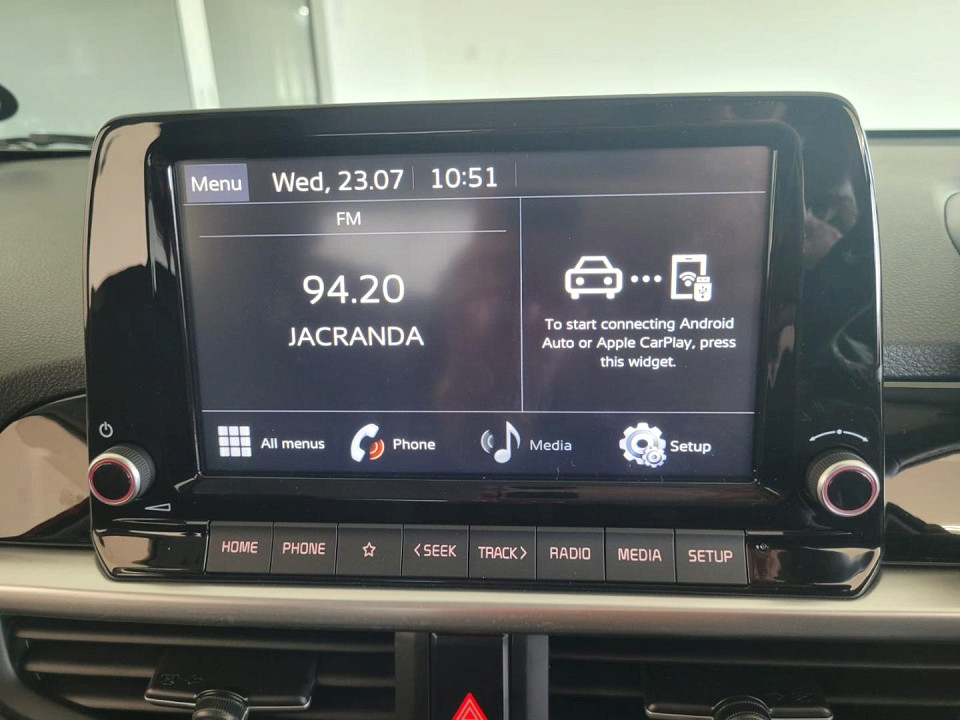 Menu Wed, 23.07 10:51
FM
94.20
JACRANDA
To start connecting Android
Auto or Apple CarPlay, press
this widget.
All menus Phone Media Setup
HOME PHONE ☆ <SEEK TRACK> RADIO MEDIA SETUP